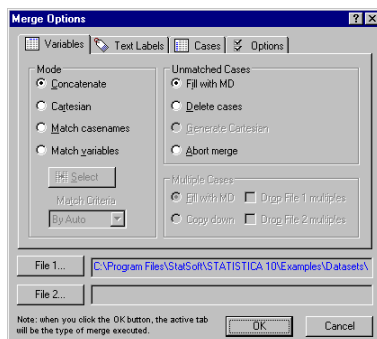 Merge Options
Variables Text Labels Cases Options
Mode
Concatenate
Cartesian
Match casenames
Match variables
Select
Match Criteria
By Auto
Unmatched Cases
Fill with MD
Delete cases
Generate Cartesian
Abort merge
Multiple Cases
Fill with MD Drop File 1 multiples
Copy down Drop File 2 multiples
File 1... C:\Program Files\StatSoft\STATISTICA 10\Examples\Datasets\
File 2...
Note: when you click the OK button, the active tab
will be the type of merge executed.
OK Cancel